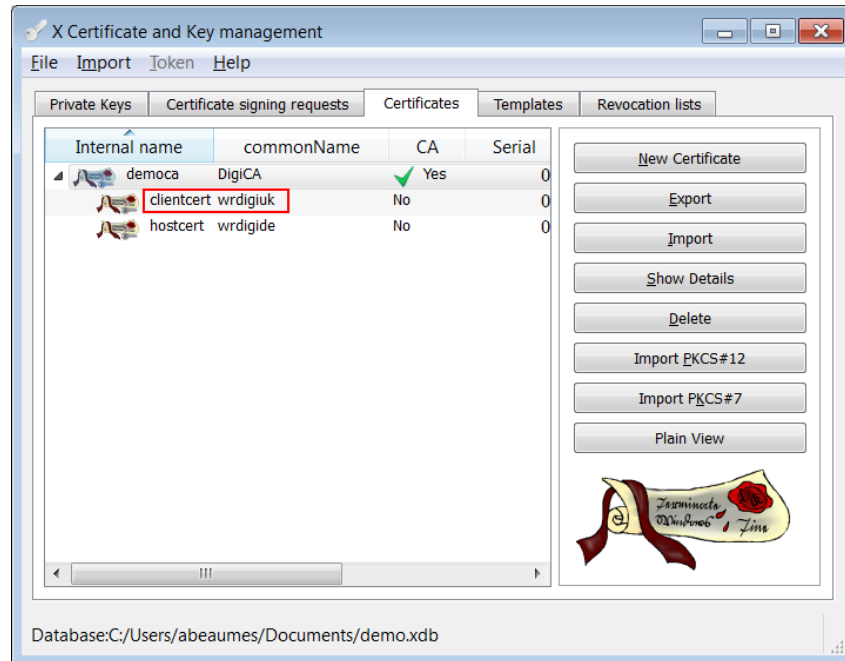 X Certificate and Key management
File Import Token Help
Private Keys Certificate signing requests Certificates Templates Revocation lists
Internal name commonName CA Serial
democa DigiCA Yes 0
clientcert wrdigiuk No 0
hostcert wrdigide No 0
New Certificate
Export
Import
Show Details
Delete
Import PKCS#12
Import PKCS#7
Plain View
Database:C:/Users/abeaumes/Documents/demo.xdb